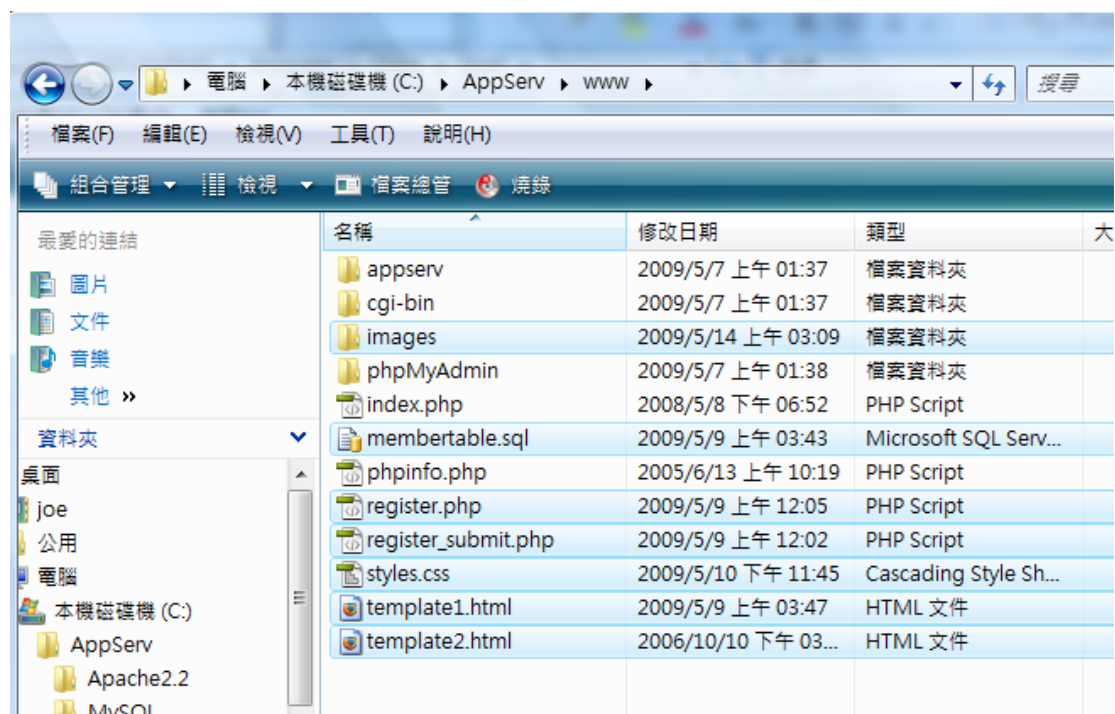 電腦 本機磁碟機 (C:) AppServ www 搜尋
檔案(F) 編輯(E) 檢視(V) 工具(T) 說明(H)
組合管理 檢視 檔案總管 燒錄
最愛的連結
圖片
文件
音樂
其他 »
資料夾
桌面
joe
公用
電腦
本機磁碟機 (C:)
AppServ
Apache2.2
MySQL
名稱 修改日期 類型 大
appserv 2009/5/7 上午 01:37 檔案資料夾
cgi-bin 2009/5/7 上午 01:37 檔案資料夾
images 2009/5/14 上午 03:09 檔案資料夾
phpMyAdmin 2009/5/7 上午 01:38 檔案資料夾
index.php 2008/5/8 下午 06:52 PHP Script
membertable.sql 2009/5/9 上午 03:43 Microsoft SQL Serv...
phpinfo.php 2005/6/13 上午 10:19 PHP Script
register.php 2009/5/9 上午 12:05 PHP Script
register_submit.php 2009/5/9 上午 12:02 PHP Script
styles.css 2009/5/10 下午 11:45 Cascading Style Sh...
template1.html 2009/5/9 上午 03:47 HTML 文件
template2.html 2006/10/10 下午 03... HTML 文件